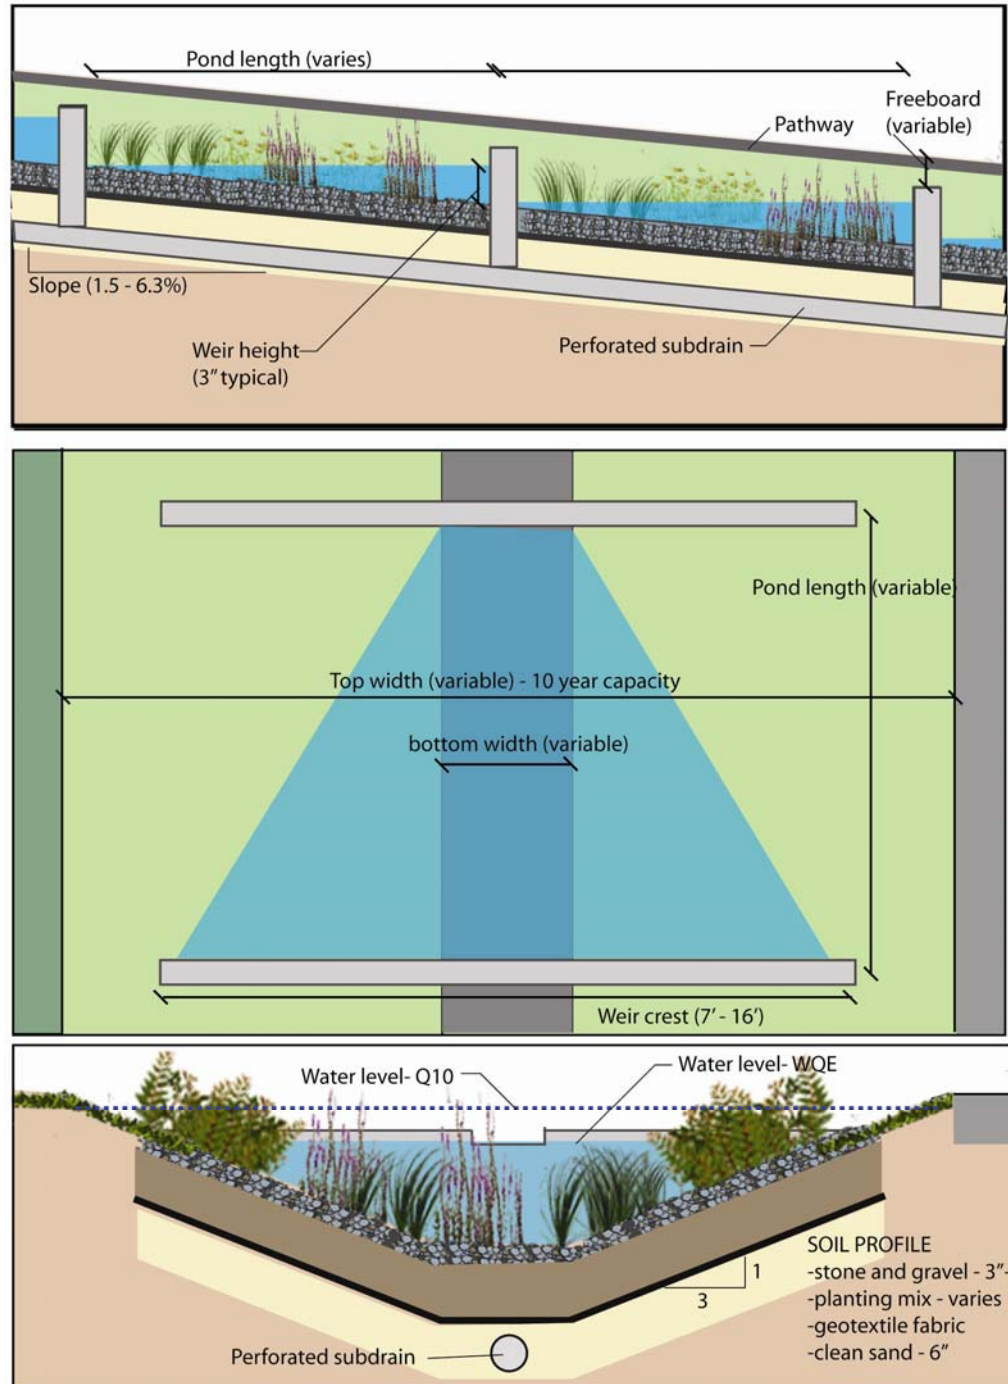 Pond length (varies)
Freeboard
(variable)
Pathway
Slope (1.5 - 6.3%)
Weir height
(3” typical)
Perforated subdrain
Pond length (variable)
Top width (variable) - 10 year capacity
bottom width (variable)
Weir crest (7’ - 16’)
Water level- Q10
Water level- WQE
SOIL PROFILE
-stone and gravel - 3”-
-planting mix - varies
-geotextile fabric
-clean sand - 6”
1
3
Perforated subdrain